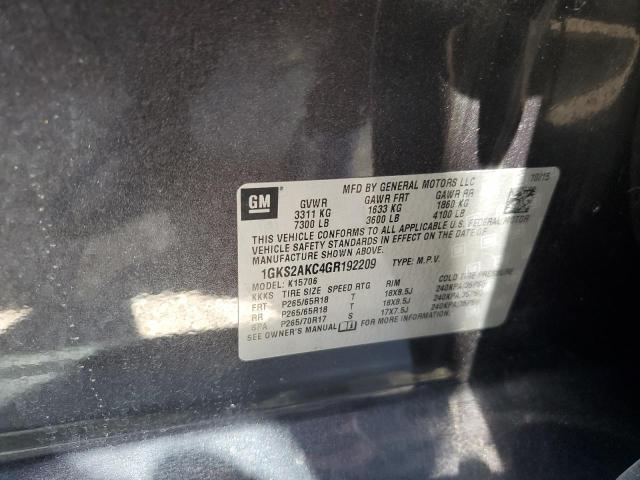 MFD BY GENERAL MOTORS LLC 10/15
GM
GVWR GAWR FRT GAWR RR
3311 KG 1633 KG 1860 KG
7300 LB 3600 LB 4100 LB
THIS VEHICLE CONFORMS TO ALL APPLICABLE U.S. FEDERAL MOTOR
VEHICLE SAFETY STANDARDS IN EFFECT ON THE DATE OF
MANUFACTURE SHOWN ABOVE.
1GKS2AKC4GR192209 TYPE: M.P.V.
MODEL: K15706
KKKS TIRE SIZE SPEED RTG RIM COLD TIRE PRESSURE
FRT P265/65R18 T 18X8.5J 240KPA/35PSI
RR P265/65R18 T 18X8.5J 240KPA/35PSI
SPA P265/70R17 S 17X7.5J 240KPA/35PSI
SEE OWNER'S MANUAL